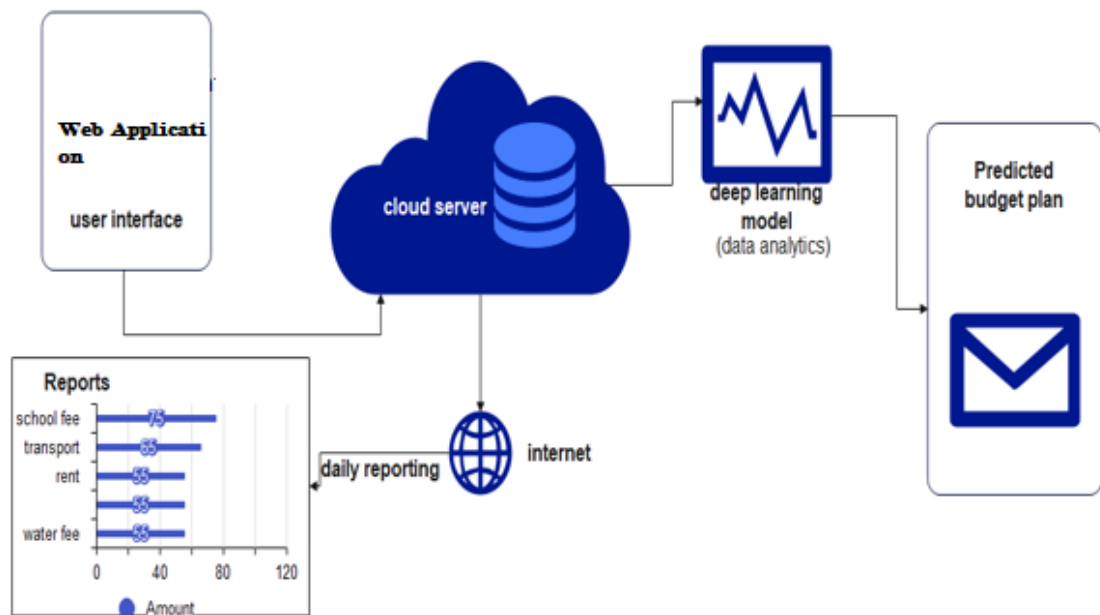 Web Applicati
on
user interface
cloud server
deep learning
model
(data analytics)
Predicted
budget plan
Reports
school fee
75
transport
65
rent
55
55
water fee
55
0 40 80 120
Amount
daily reporting
internet